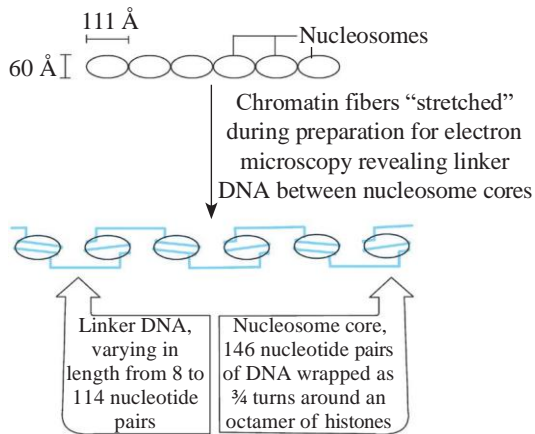 111 Å
Nucleosomes
60 Å
Chromatin fibers “stretched”
during preparation for electron
microscopy revealing linker
DNA between nucleosome cores
Linker DNA,
varying in
length from 8 to
114 nucleotide
pairs
Nucleosome core,
146 nucleotide pairs
of DNA wrapped as
¾ turns around an
octamer of histones